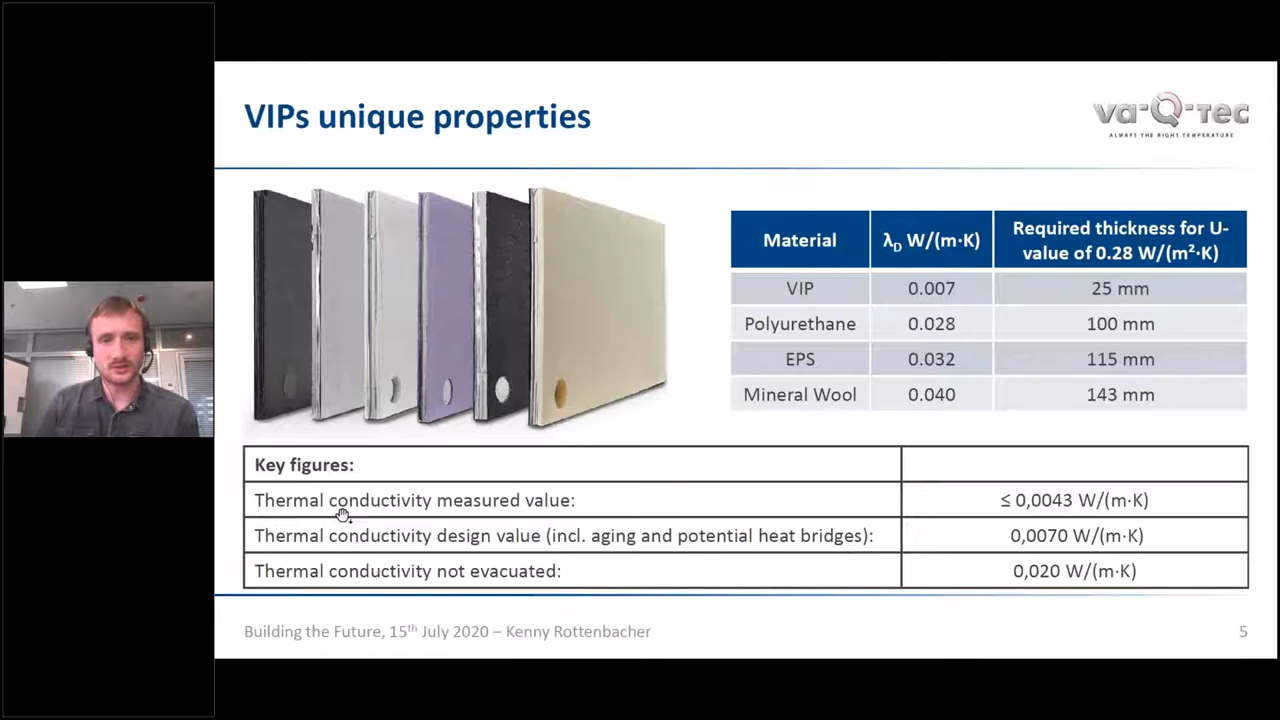 VIPs unique properties
va-Q-tec
ALWAYS THE RIGHT TEMPERATURE
Material λD W/(m·K) Required thickness for U-
value of 0.28 W/(m²·K)
VIP 0.007 25 mm
Polyurethane 0.028 100 mm
EPS 0.032 115 mm
Mineral Wool 0.040 143 mm
Key figures:
Thermal conductivity measured value: ≤ 0,0043 W/(m·K)
Thermal conductivity design value (incl. aging and potential heat bridges): 0,0070 W/(m·K)
Thermal conductivity not evacuated: 0,020 W/(m·K)
Building the Future, 15th July 2020 – Kenny Rottenbacher 5